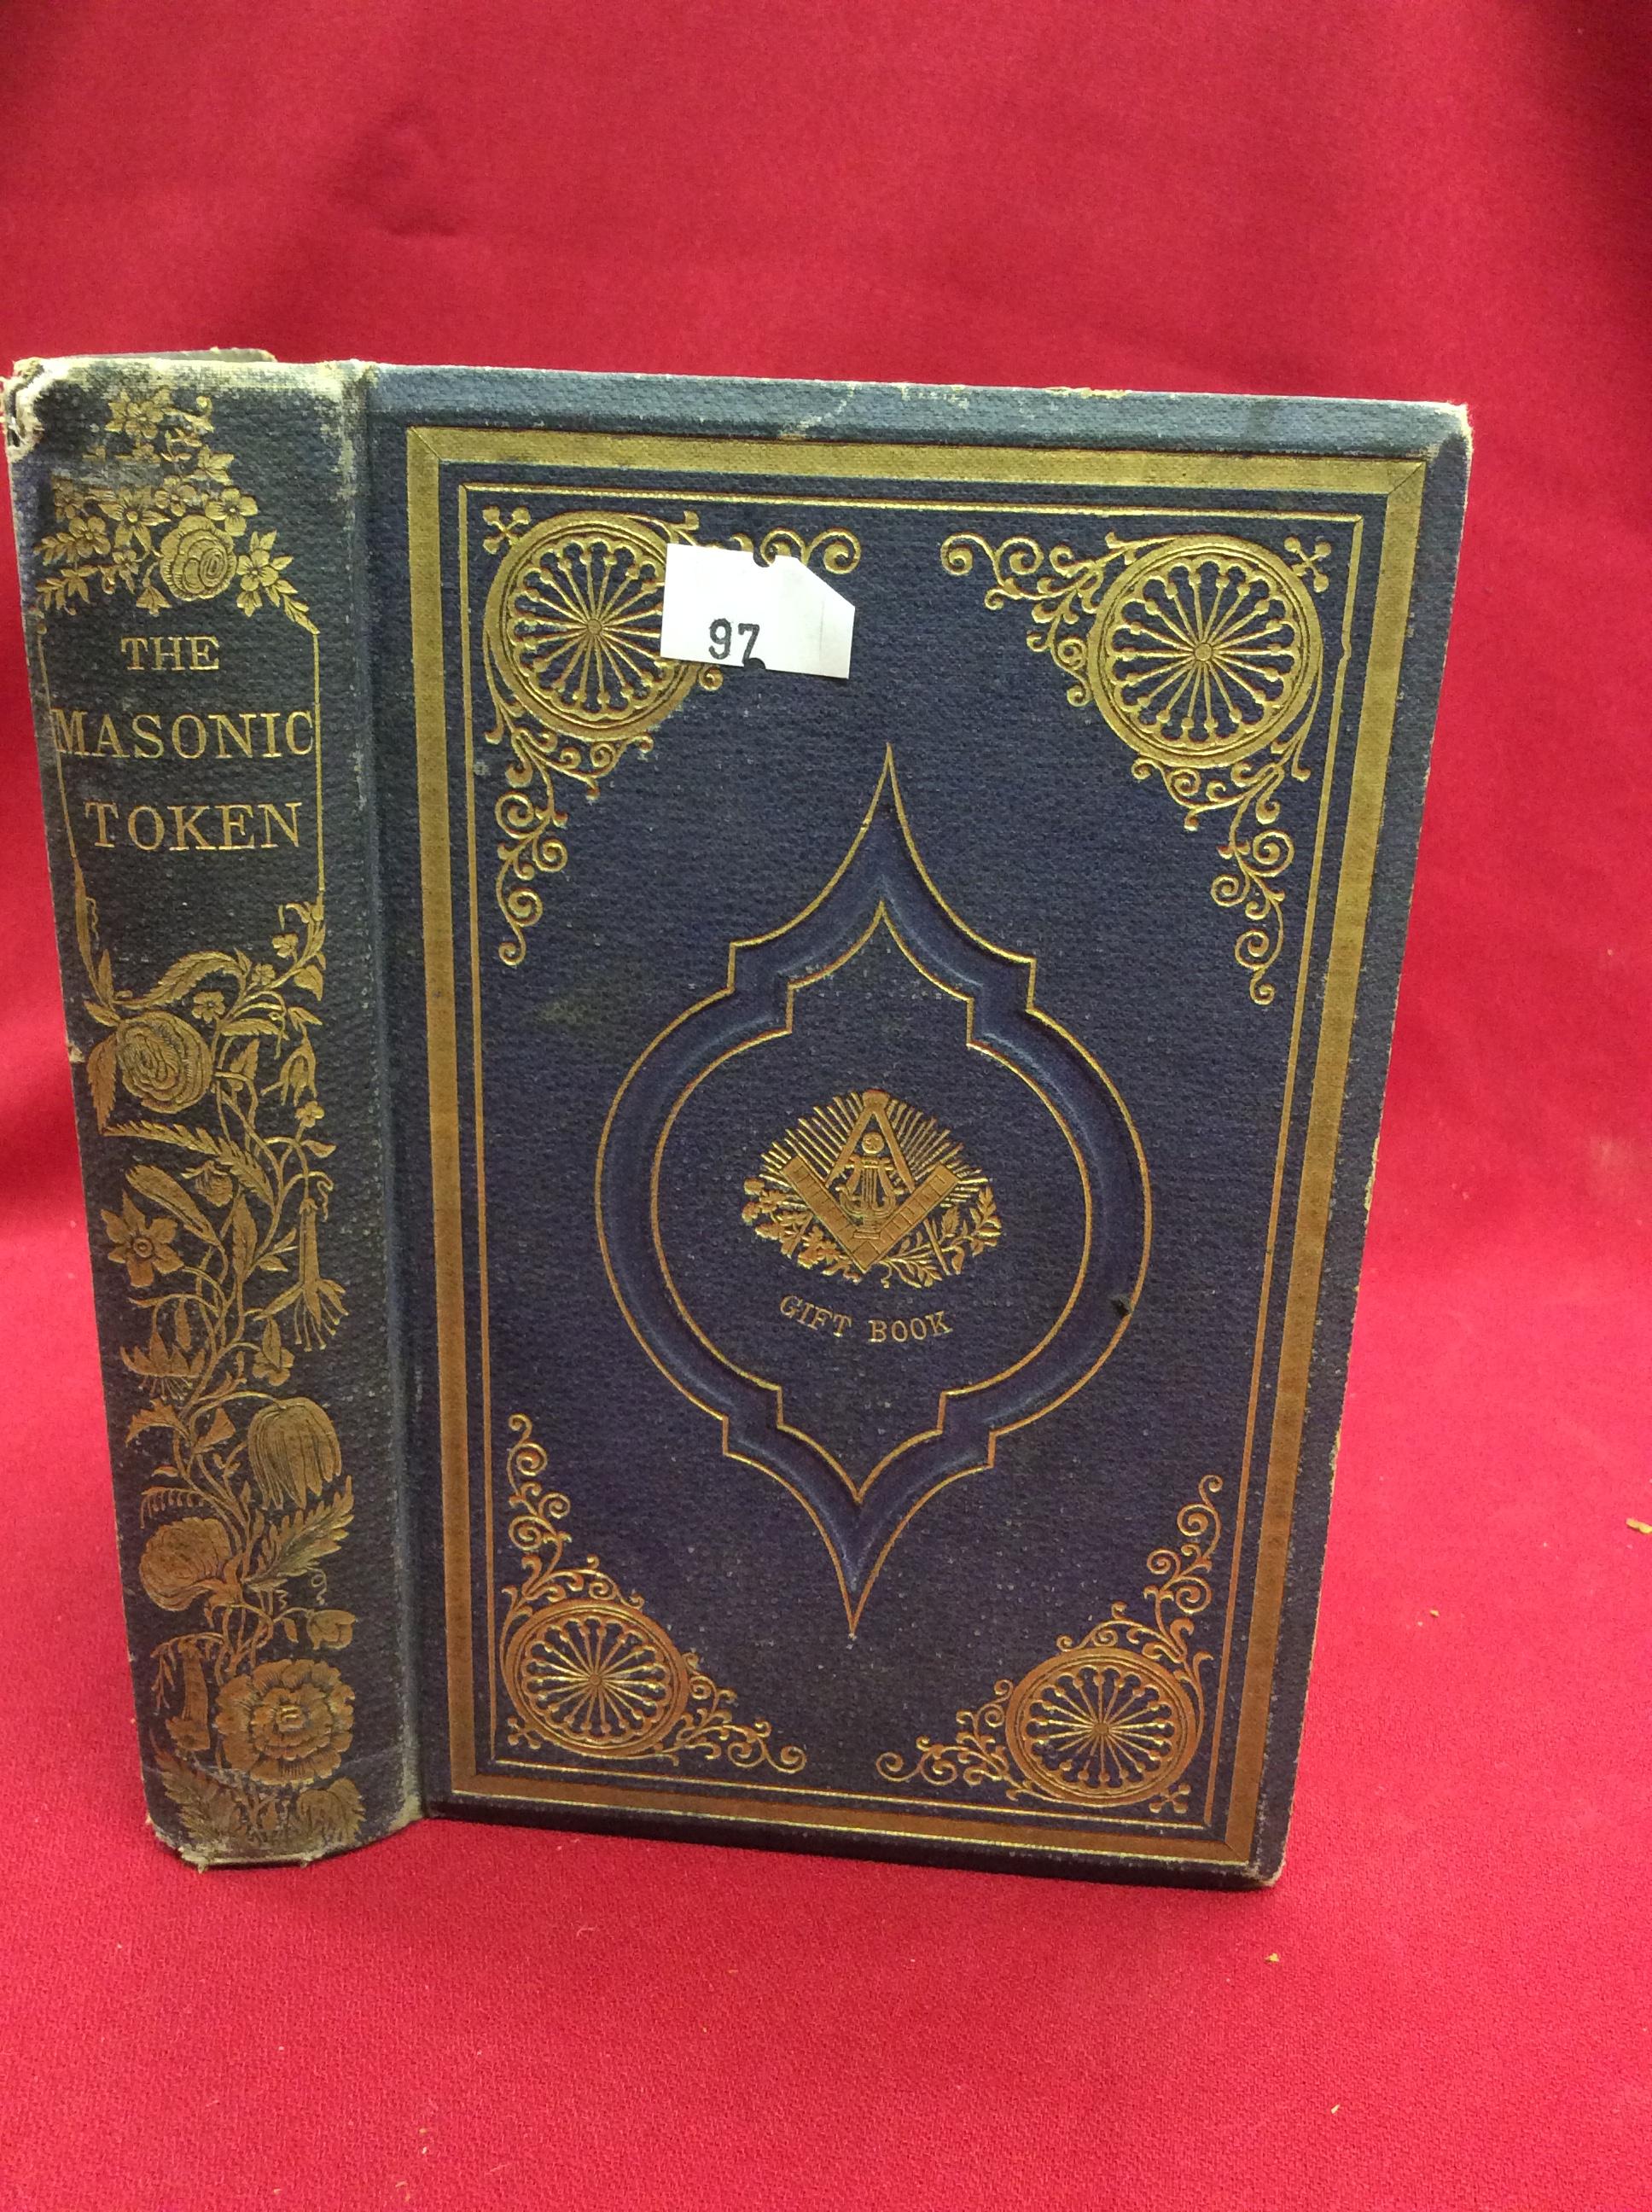 THE
MASONIC
TOKEN
97
GIFT BOOK